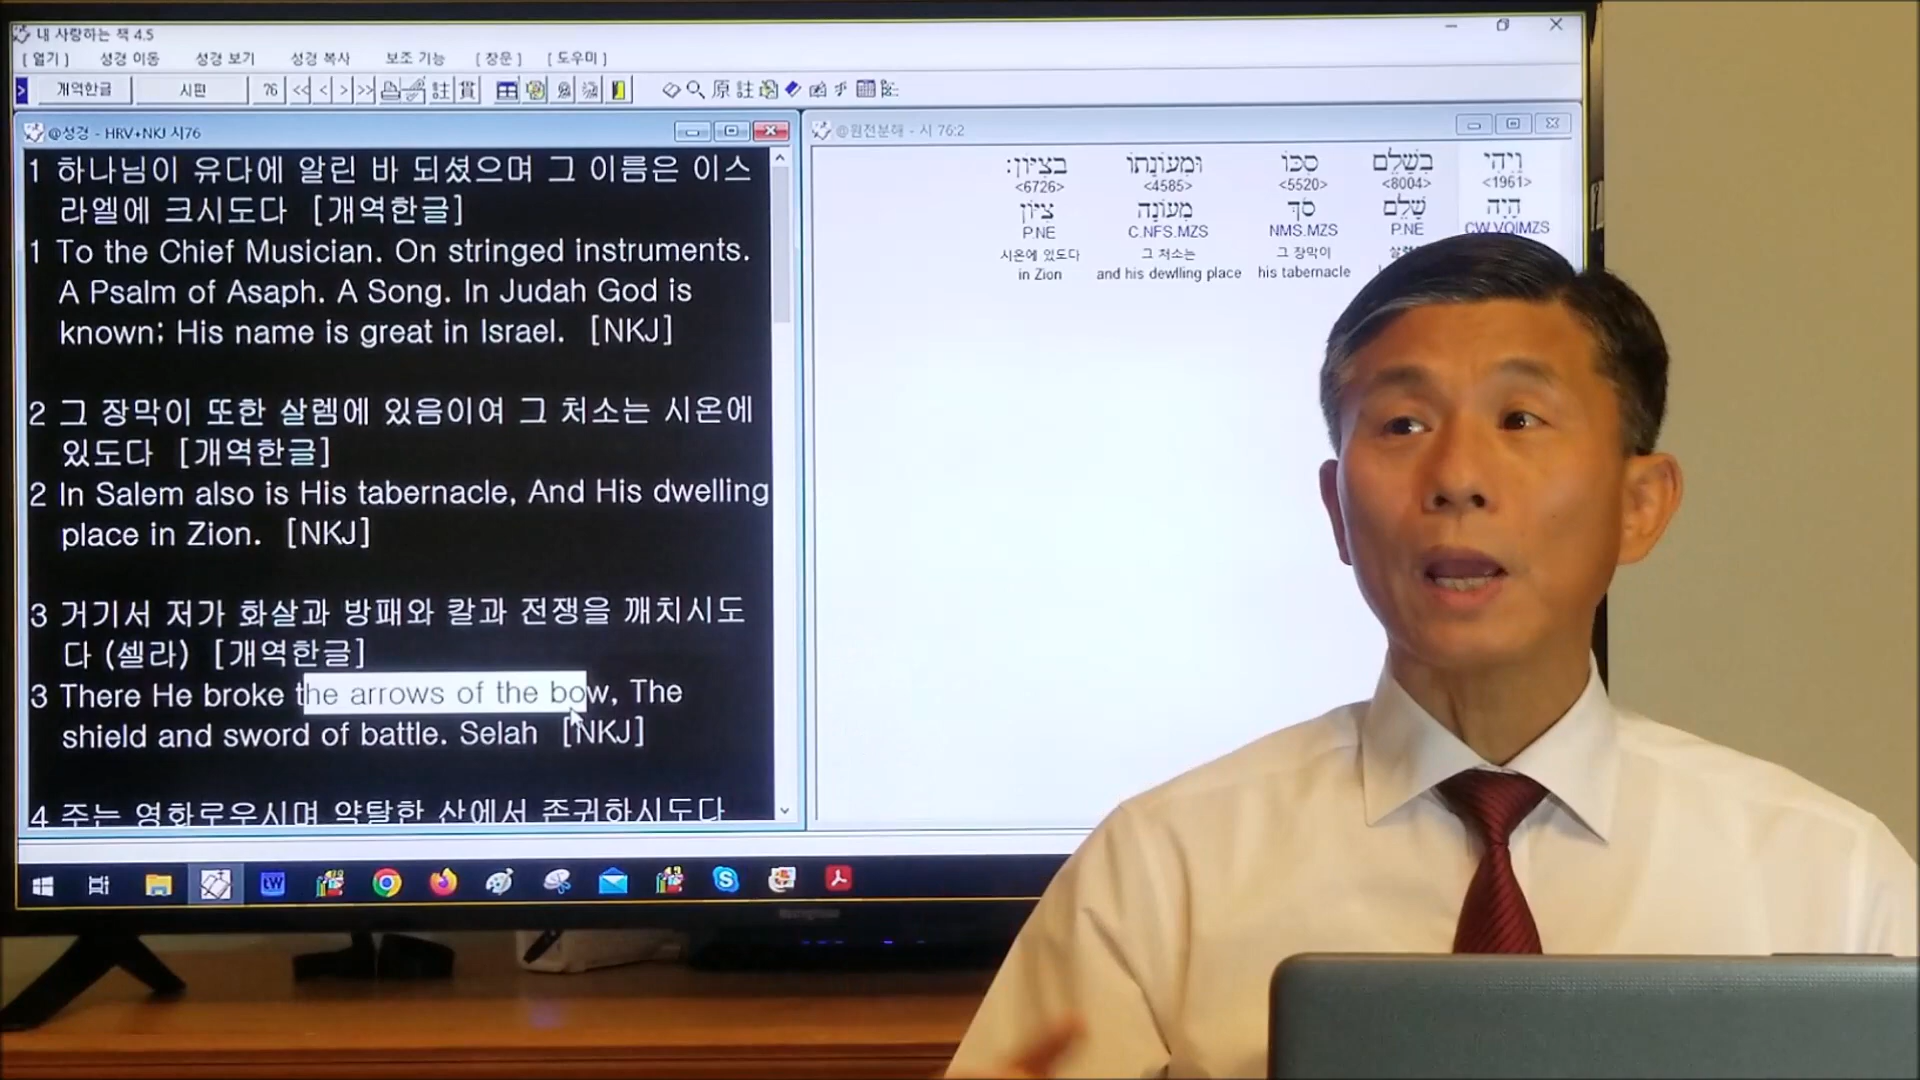 내 사랑하는 책 4.5
[ 열기 ] 성경 이동 성경 보기 성경 복사 보조 기능 [ 창문 ] [ 도우미 ]
개역한글 시편 76 << < > >> 註 貫 原 註
@성경 - HRV+NKJ 시76
1 하나님이 유다에 알린 바 되셨으며 그 이름은 이스
라엘에 크시도다 [개역한글]
1 To the Chief Musician. On stringed instruments.
A Psalm of Asaph. A Song. In Judah God is
known; His name is great in Israel. [NKJ]
2 그 장막이 또한 살렘에 있음이여 그 처소는 시온에
있도다 [개역한글]
2 In Salem also is His tabernacle, And His dwelling
place in Zion. [NKJ]
3 거기서 저가 화살과 방패와 칼과 전쟁을 깨치시도
다 (셀라) [개역한글]
3 There He broke the arrows of the bow, The
shield and sword of battle. Selah [NKJ]
4 주는 영화로우시며 약탈한 산에서 존귀하시도다
@원전분해 - 시 76:2
וַיְהִי בְשָׁלֵם סֻכּוֹ וּמְעוֹנָתוֹ בְצִיּוֹן׃
<6726> <4585> <5520> <8004> <1961>
הָיָה שָׁלֵם סֹךְ מְעוֹנָה צִיּוֹן
P.NE C.NFS.MZS NMS.MZS P.NE CW.VQIMZS
시온에 있도다 그 처소는 그 장막이
in Zion and his dewlling place his tabernacle